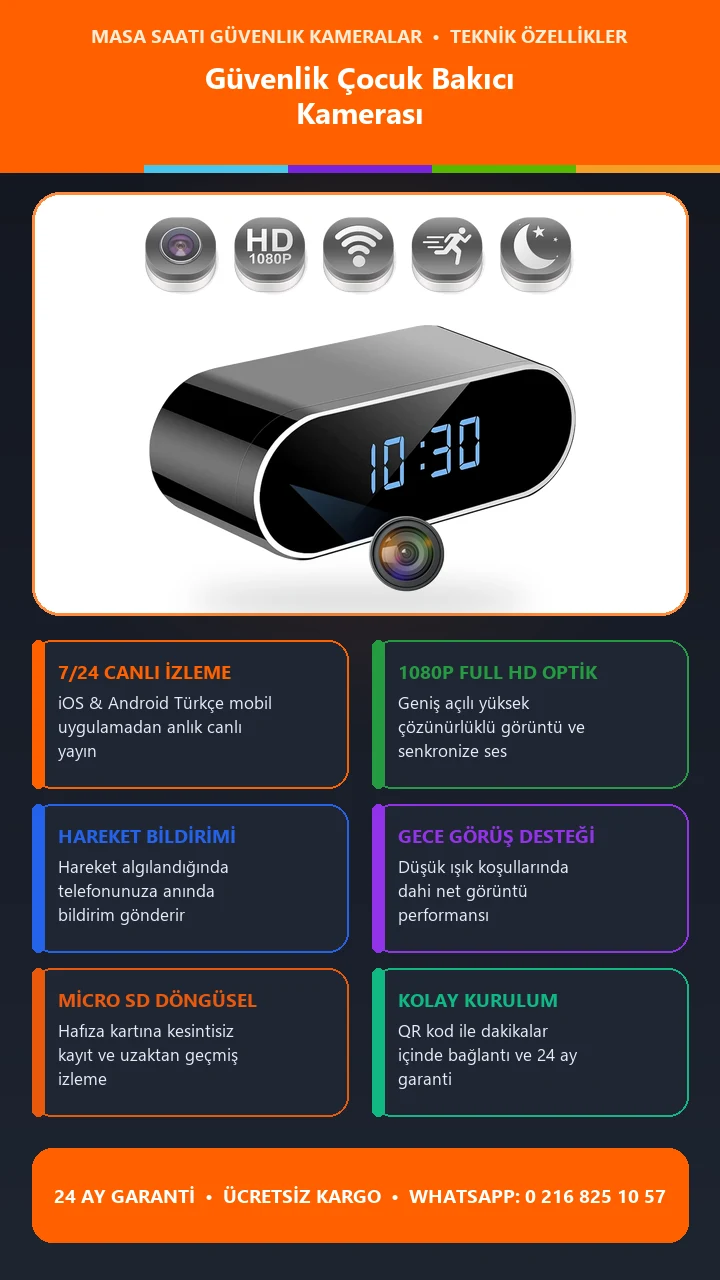 MASA SAATI GÜVENLIK KAMERALAR • TEKNİK ÖZELLİKLER
Güvenlik Çocuk Bakıcı
Kamerası
HD
1080P
10:30
7/24 CANLI İZLEME
iOS & Android Türkçe mobil
uygulamadan anlık canlı
yayın
1080P FULL HD OPTİK
Geniş açılı yüksek
çözünürlüklü görüntü ve
senkronize ses
HAREKET BİLDİRİMİ
Hareket algılandığında
telefonunuza anında
bildirim gönderir
GECE GÖRÜŞ DESTEĞİ
Düşük ışık koşullarında
dahi net görüntü
performansı
MİCRO SD DÖNGÜSEL
Hafıza kartına kesintisiz
kayıt ve uzaktan geçmiş
izleme
KOLAY KURULUM
QR kod ile dakikalar
içinde bağlantı ve 24 ay
garanti
24 AY GARANTİ • ÜCRETSİZ KARGO • WHATSAPP: 0 216 825 10 57